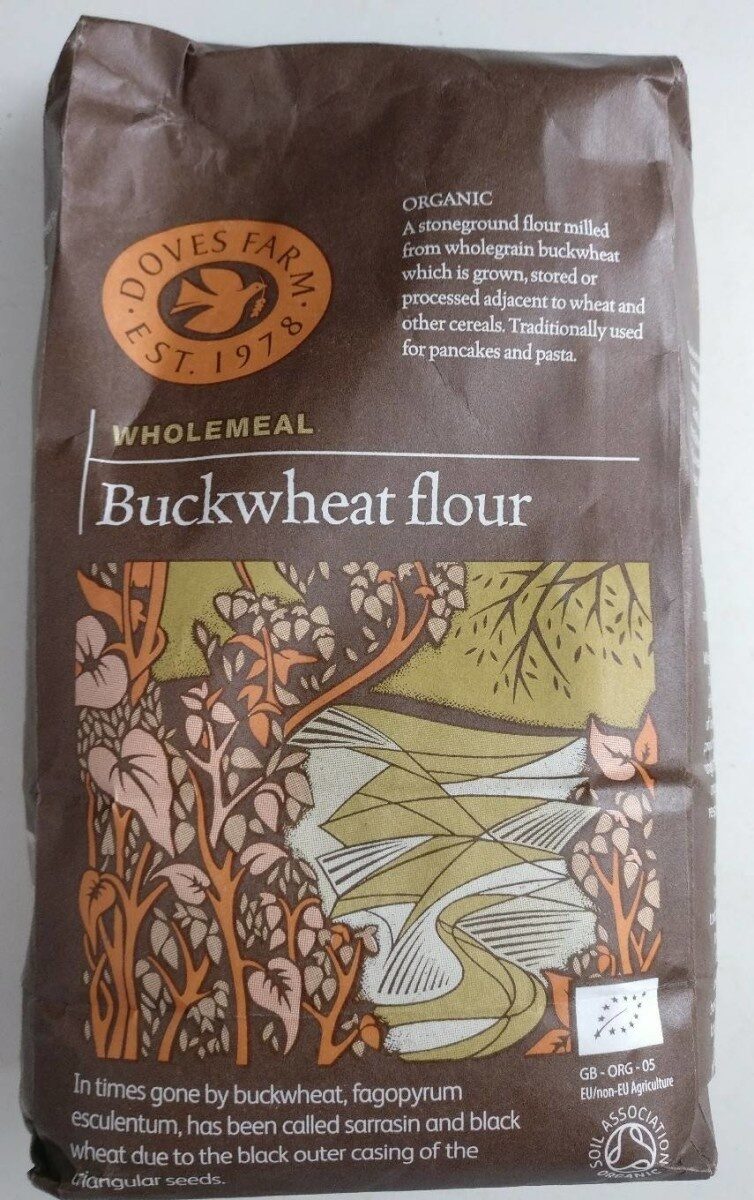 DOVES FARM
EST. 1978
ORGANIC
A stoneground flour milled
from wholegrain buckwheat
which is grown, stored or
processed adjacent to wheat and
other cereals. Traditionally used
for pancakes and pasta.
WHOLEMEAL
Buckwheat flour
GB - ORG - 05
EU/non-EU Agriculture
In times gone by buckwheat, fagopyrum
esculentum, has been called sarrasin and black
wheat due to the black outer casing of the
triangular seeds.
SOIL ASSOCIATION
ORGANIC